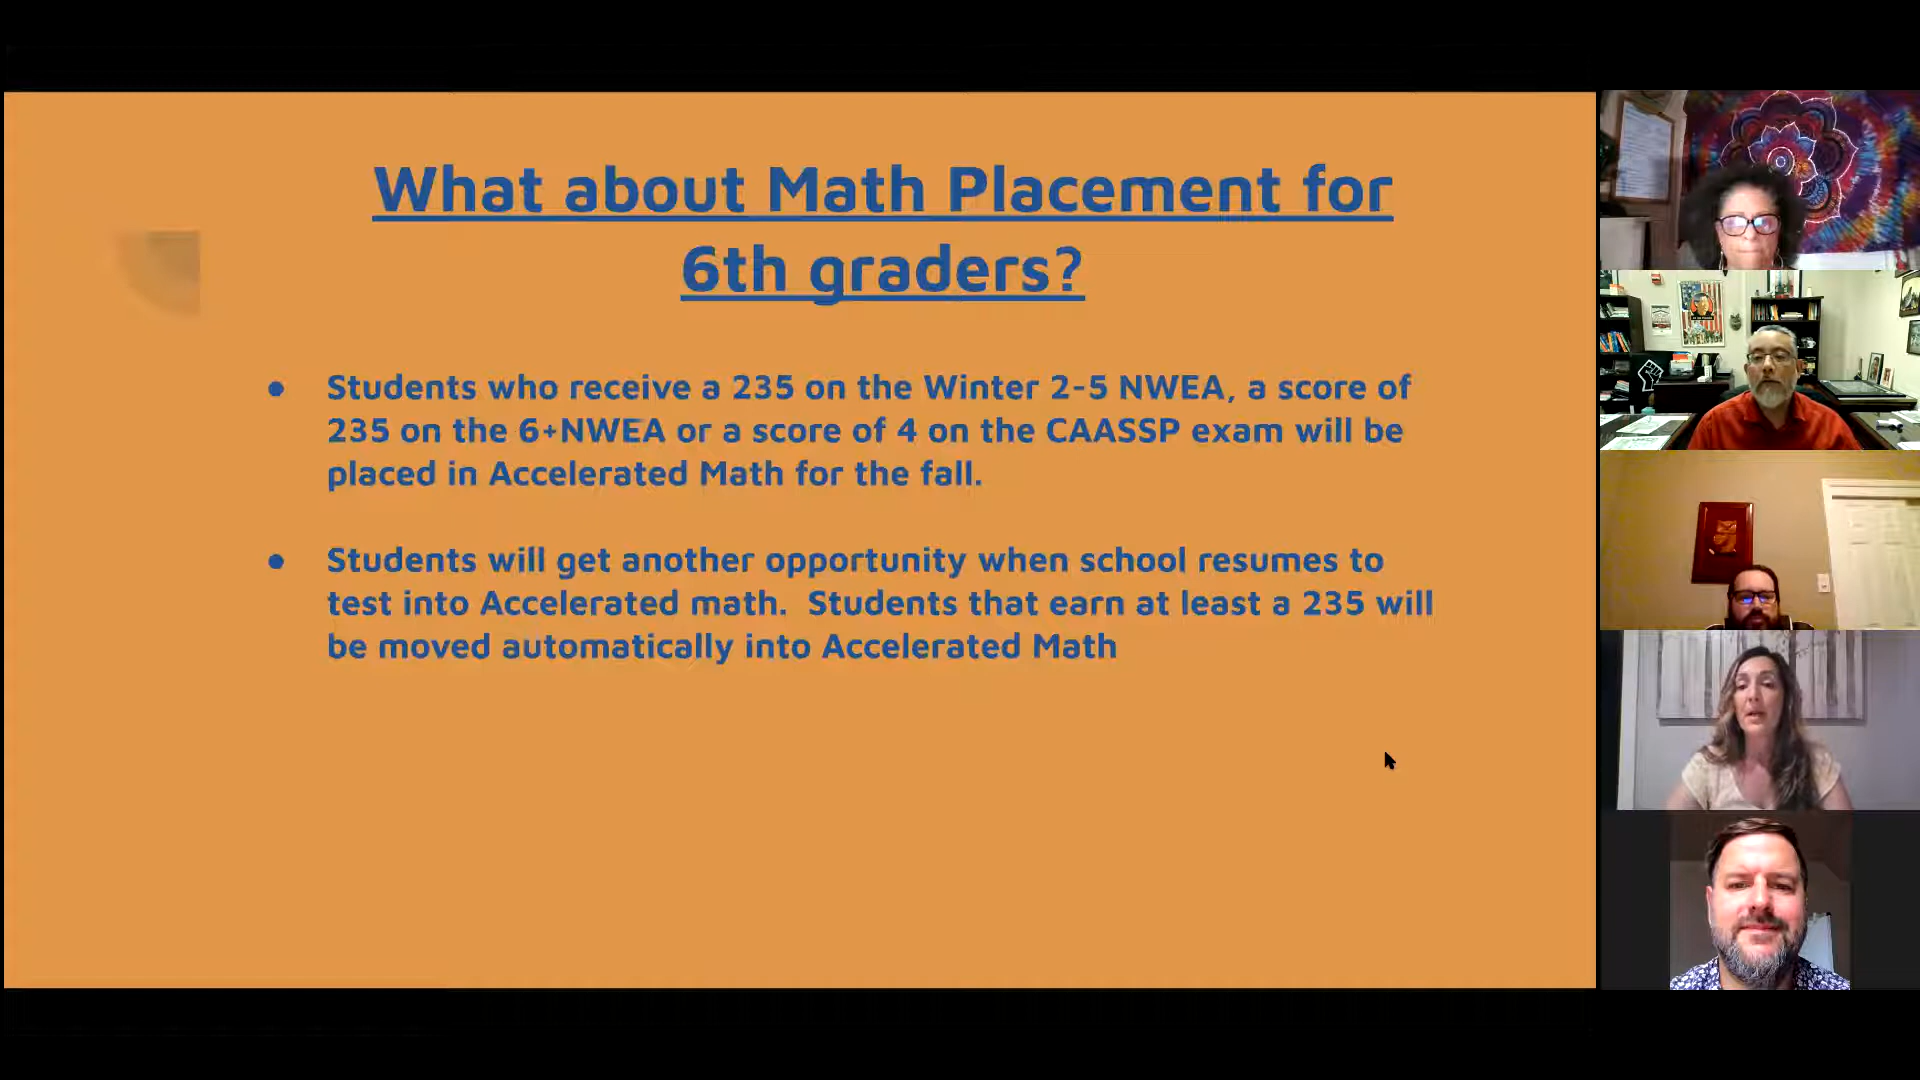 What about Math Placement for
6th graders?
● Students who receive a 235 on the Winter 2-5 NWEA, a score of
235 on the 6+NWEA or a score of 4 on the CAASSP exam will be
placed in Accelerated Math for the fall.
● Students will get another opportunity when school resumes to
test into Accelerated math.  Students that earn at least a 235 will
be moved automatically into Accelerated Math